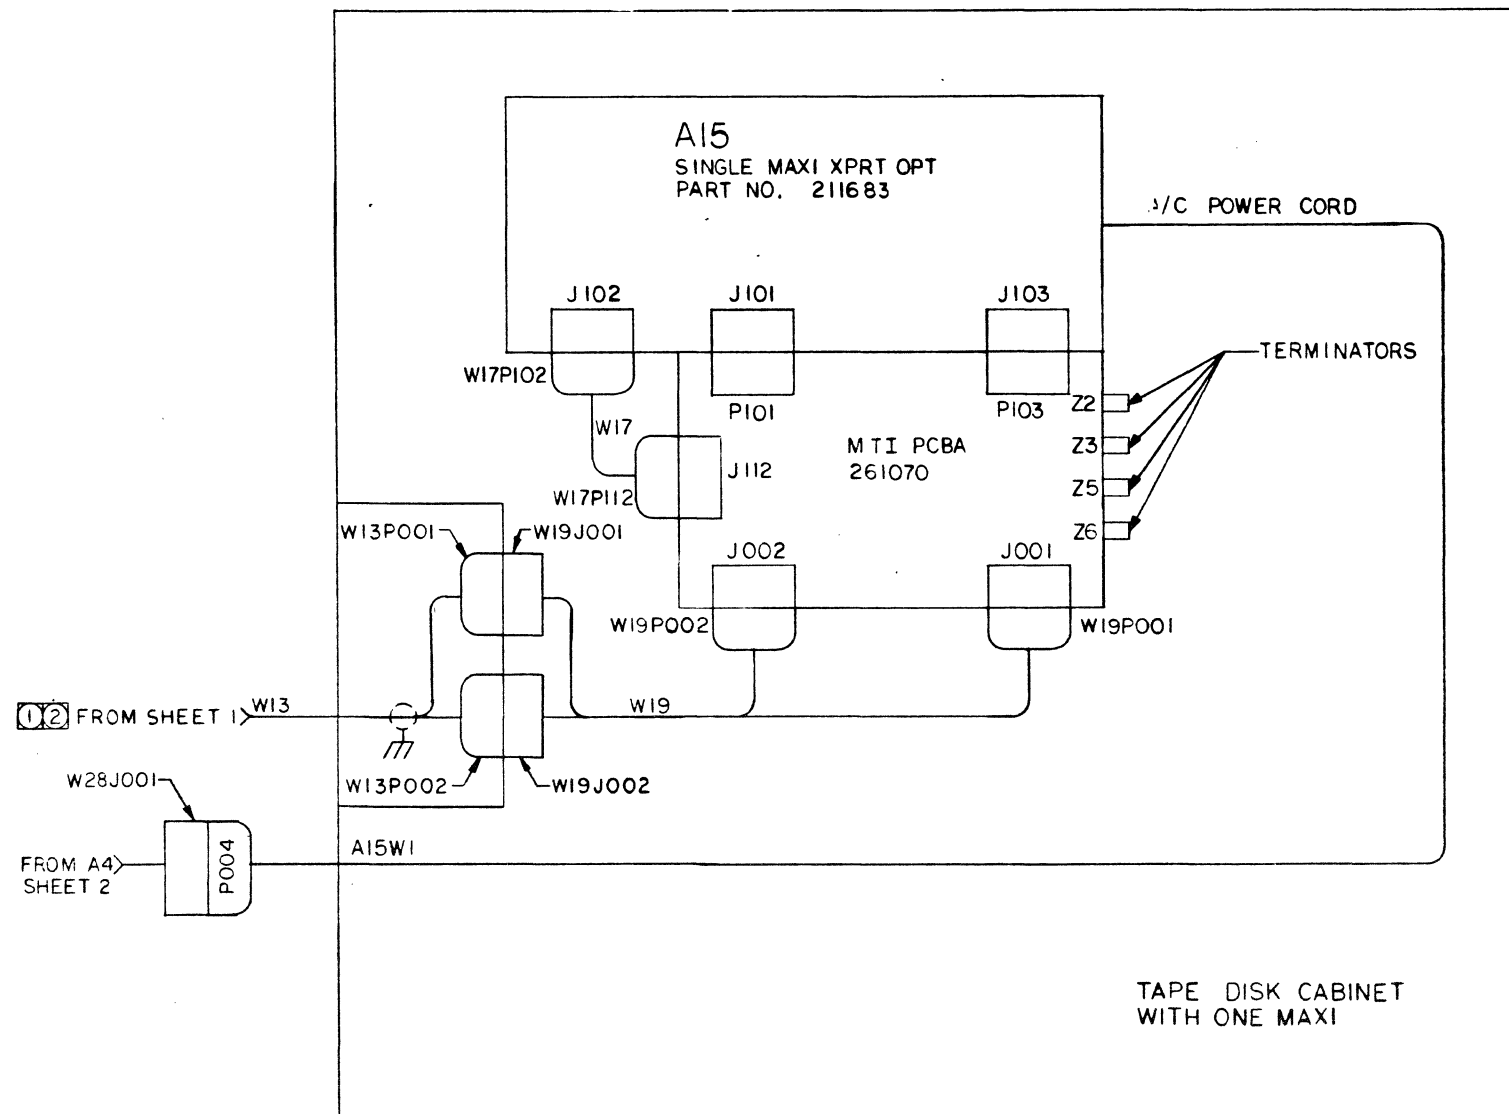 A15
SINGLE MAXI XPRT OPT
PART NO. 211683
A/C POWER CORD
J102
J101
J103
TERMINATORS
W17P102
P101
P103
Z2
W17
MTI PCBA
261070
Z3
J112
W17P112
Z5
W13P001
W19J001
Z6
J002
J001
W19P002
W19P001
1 2 FROM SHEET 1
W13
W19
W28J001
W13P002
W19J002
A15W1
FROM A4
SHEET 2
P004
TAPE DISK CABINET
WITH ONE MAXI